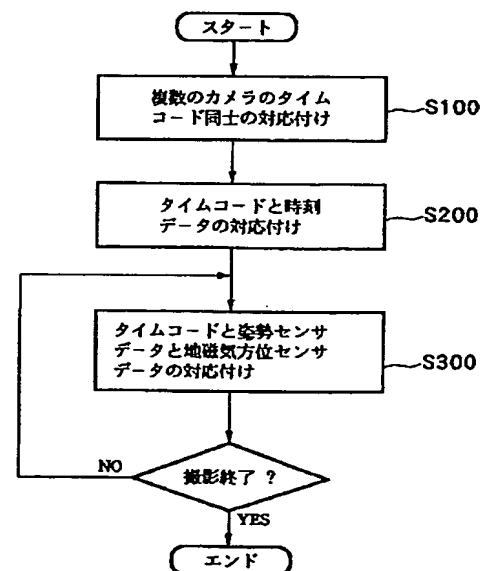 スタート
複数のカメラのタイム
コード同士の対応付け
S100
タイムコードと時刻
データの対応付け
S200
タイムコードと姿勢センサ
データと地磁気方位センサ
データの対応付け
S300
撮影終了 ?
NO
YES
エンド